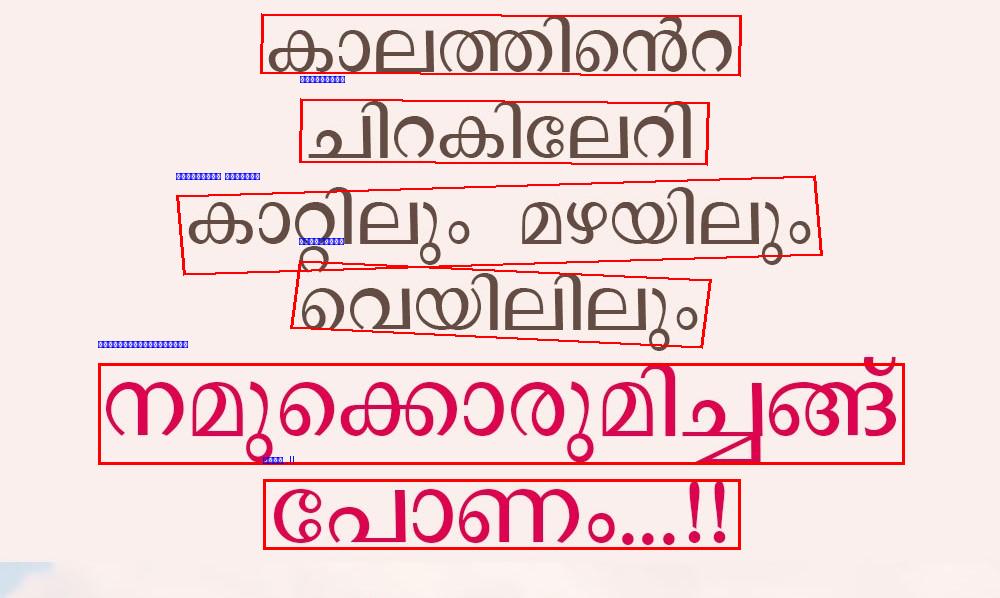 കാലത്തിൻെറ
ചിറകിലേറി
കാറ്റിലും മഴയിലും
വെയിലിലും
നമുക്കൊരുമിച്ചങ്ങ്
പോണം...!!